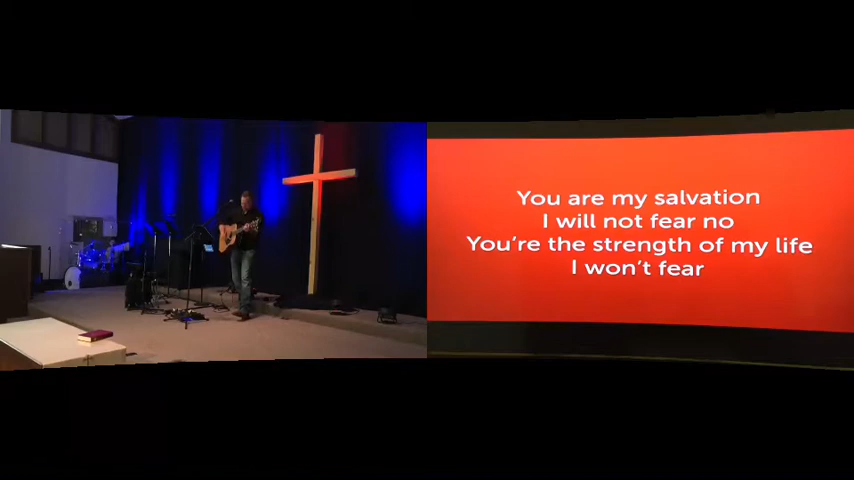 You are my salvation
I will not fear no
You're the strength of my life
I won't fear